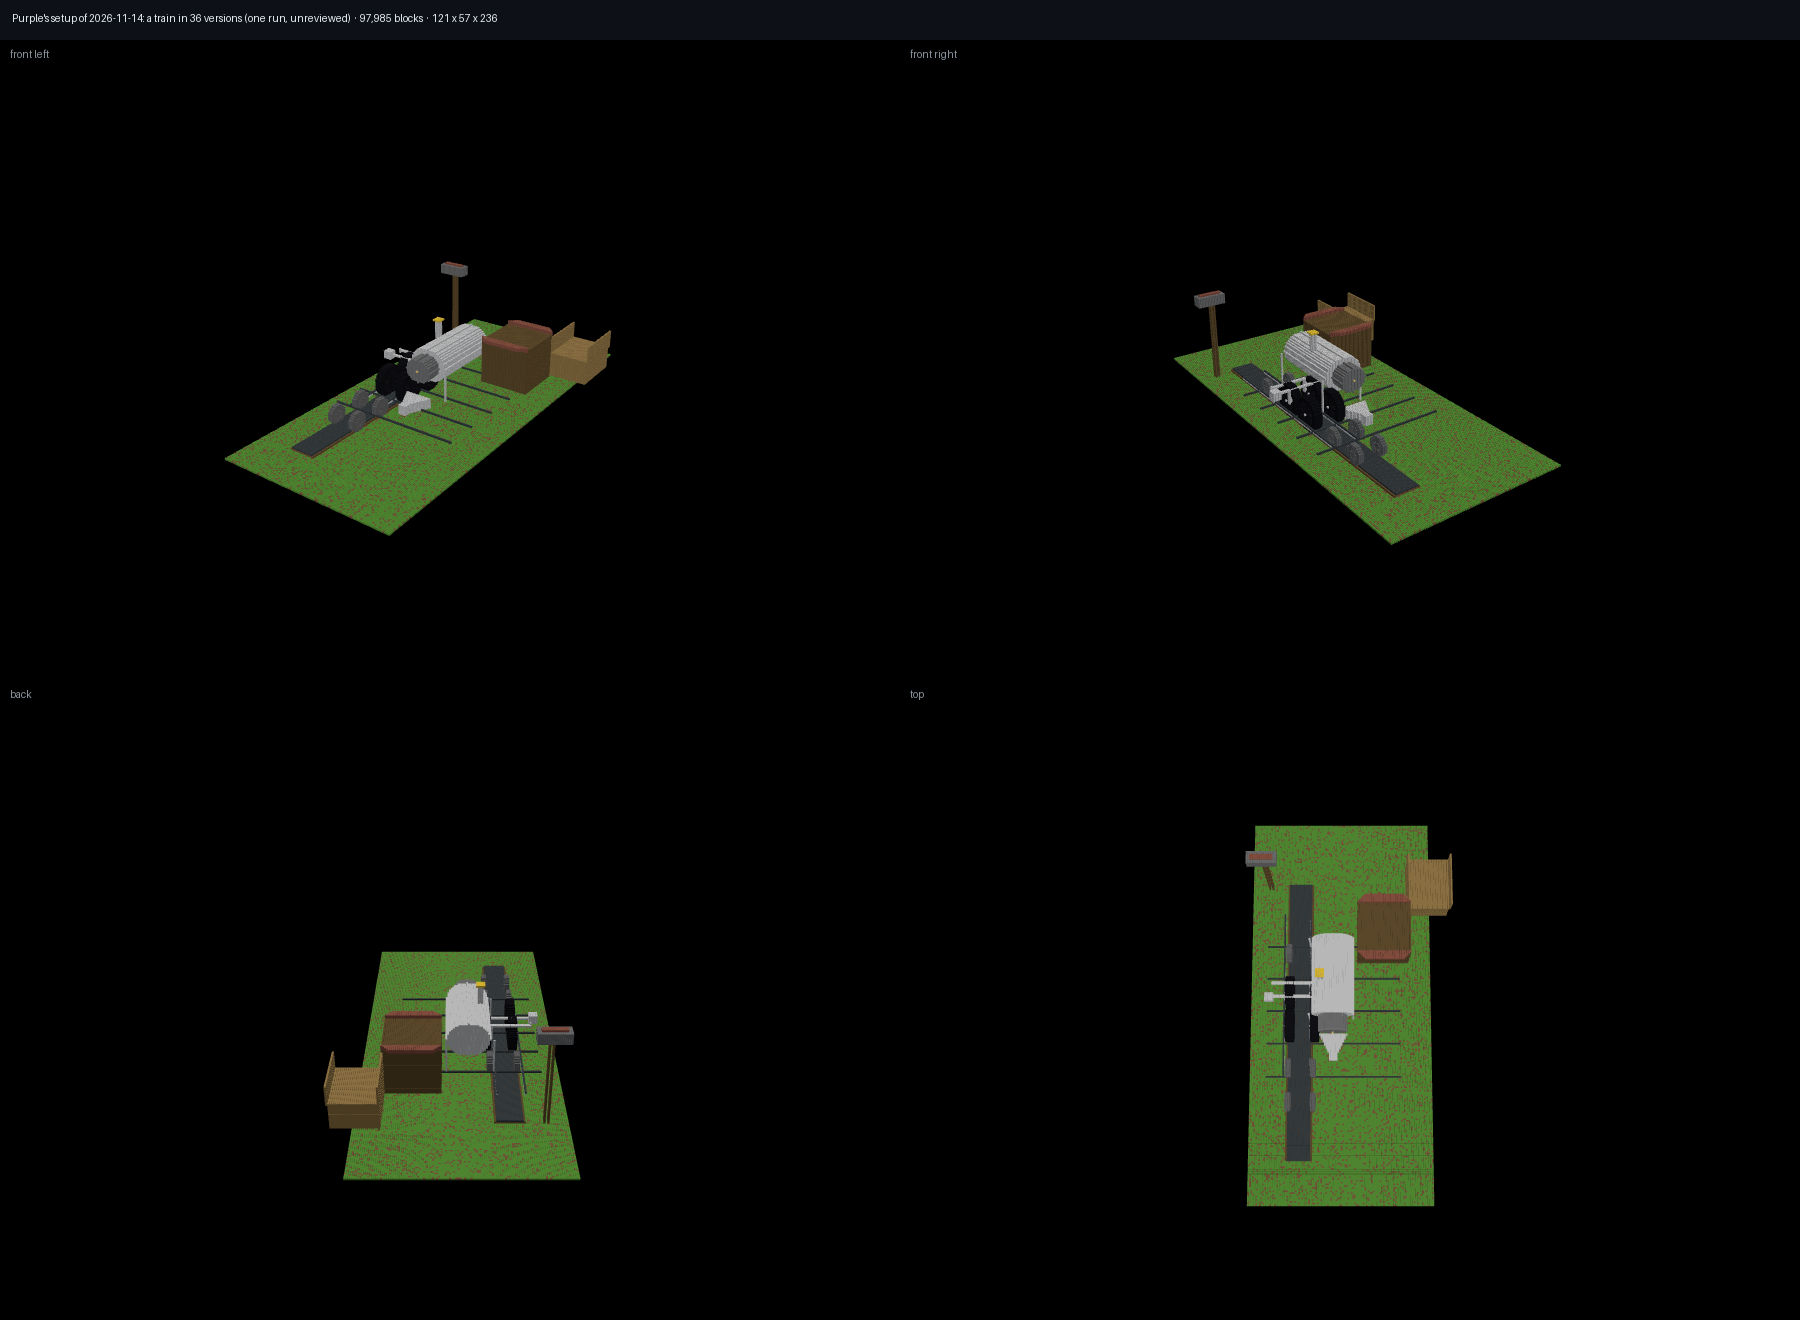 Purple's setup of 2026-11-14: a train in 36 versions (one run, unreviewed) · 97,985 blocks · 121 x 57 x 236
front left
front right
back
top